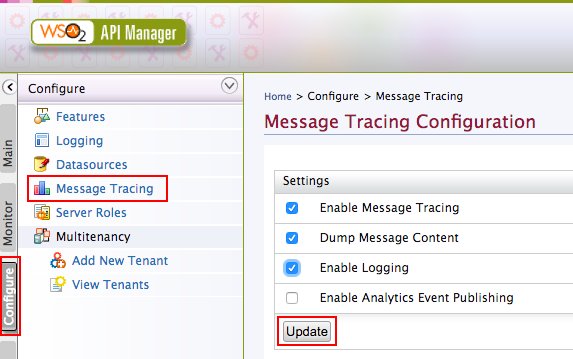 WSO2 API Manager
Main
Monitor
Configure
Configure
Features
Logging
Datasources
Message Tracing
Server Roles
Multitenancy
Add New Tenant
View Tenants
Home > Configure > Message Tracing
Message Tracing Configuration
Settings
Enable Message Tracing
Dump Message Content
Enable Logging
Enable Analytics Event Publishing
Update